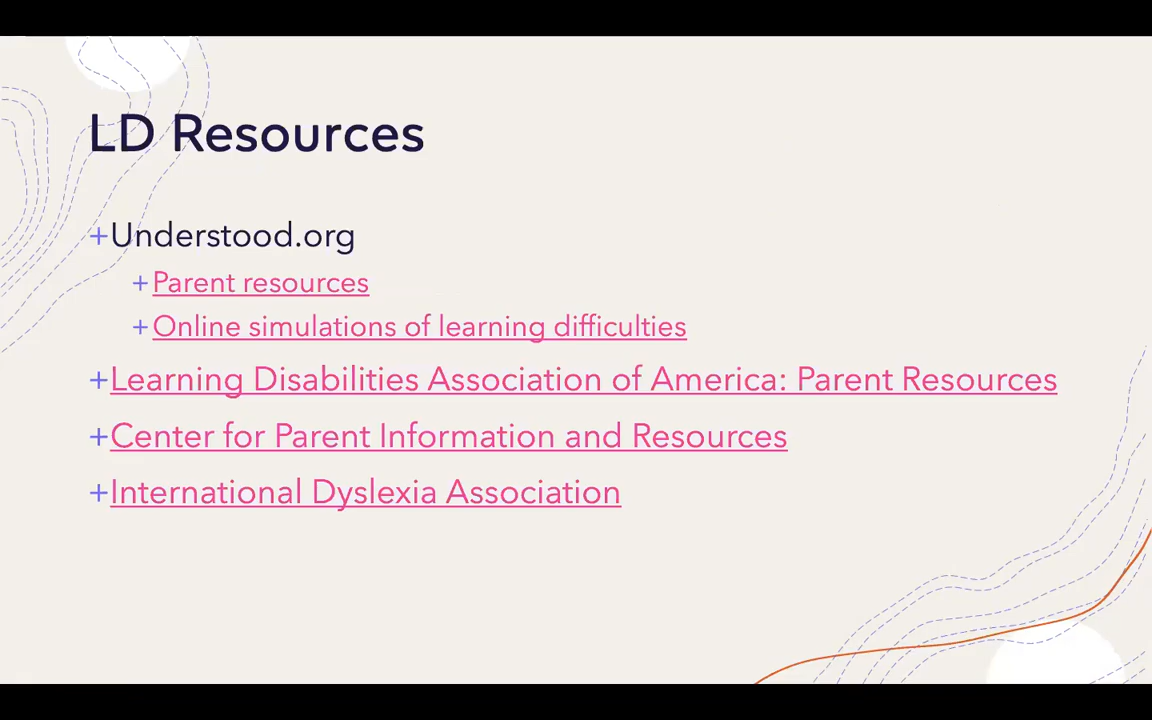 LD Resources
+Understood.org
+Parent resources
+Online simulations of learning difficulties
+Learning Disabilities Association of America: Parent Resources
+Center for Parent Information and Resources
+International Dyslexia Association